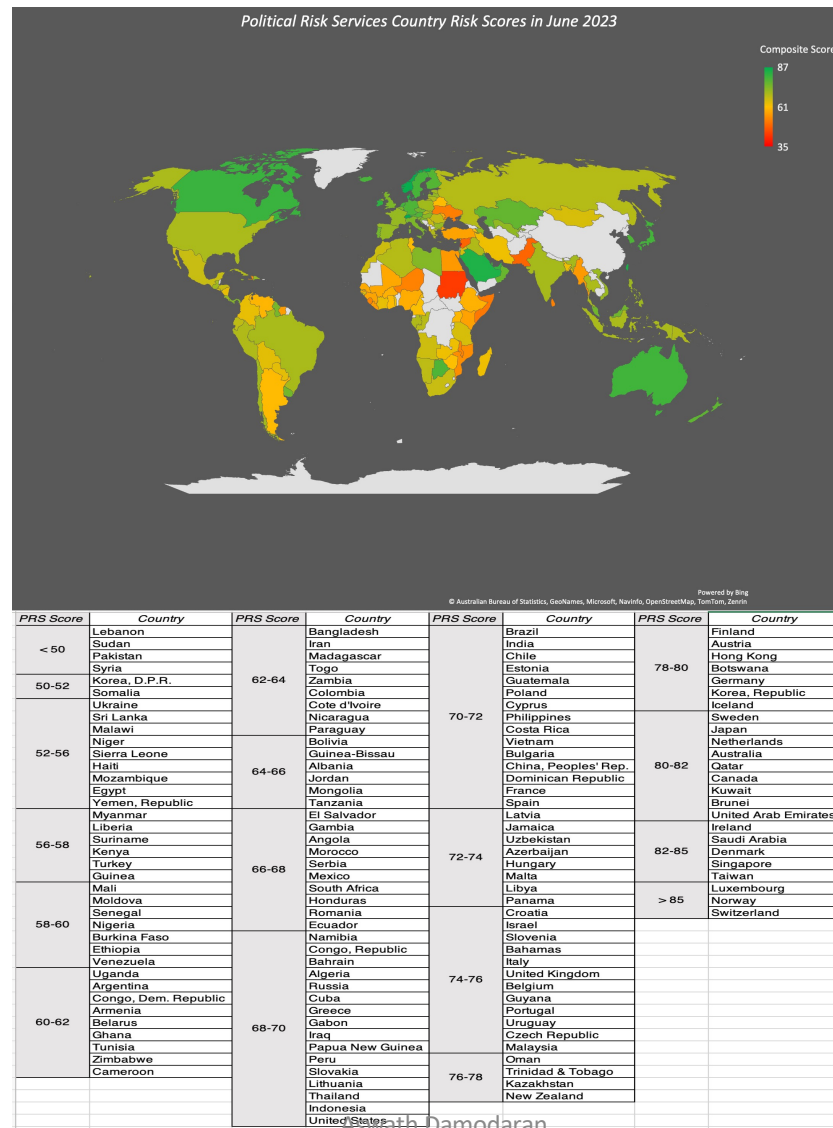 Political Risk Services Country Risk Scores in June 2023
Composite Score
87
61
35
Powered by Bing
© Australian Bureau of Statistics, GeoNames, Microsoft, Navinfo, OpenStreetMap, TomTom, Zenrin
PRS Score Country PRS Score Country PRS Score Country PRS Score Country
< 50
Lebanon
Sudan
Pakistan
Syria
50-52
Korea, D.P.R.
Somalia
52-56
Ukraine
Sri Lanka
Malawi
Niger
Sierra Leone
Haiti
Mozambique
Egypt
Yemen, Republic
56-58
Myanmar
Liberia
Suriname
Kenya
Turkey
Guinea
58-60
Mali
Moldova
Senegal
Nigeria
Burkina Faso
Ethiopia
Venezuela
60-62
Uganda
Argentina
Congo, Dem. Republic
Armenia
Belarus
Ghana
Tunisia
Zimbabwe
Cameroon
62-64
Bangladesh
Iran
Madagascar
Togo
Zambia
Colombia
Cote d'Ivoire
Nicaragua
Paraguay
64-66
Bolivia
Guinea-Bissau
Albania
Jordan
Mongolia
Tanzania
66-68
El Salvador
Gambia
Angola
Morocco
Serbia
Mexico
South Africa
Honduras
Romania
Ecuador
68-70
Namibia
Congo, Republic
Bahrain
Algeria
Russia
Cuba
Greece
Gabon
Iraq
Papua New Guinea
Peru
Slovakia
Lithuania
Thailand
Indonesia
United States
70-72
Brazil
India
Chile
Estonia
Guatemala
Poland
Cyprus
Philippines
Costa Rica
Vietnam
Bulgaria
China, Peoples' Rep.
Dominican Republic
France
Spain
72-74
Latvia
Jamaica
Uzbekistan
Azerbaijan
Hungary
Malta
Libya
Panama
74-76
Croatia
Israel
Slovenia
Bahamas
Italy
United Kingdom
Belgium
Guyana
Portugal
Uruguay
Czech Republic
Malaysia
76-78
Oman
Trinidad & Tobago
Kazakhstan
New Zealand
78-80
Finland
Austria
Hong Kong
Botswana
Germany
Korea, Republic
Iceland
80-82
Sweden
Japan
Netherlands
Australia
Qatar
Canada
Kuwait
Brunei
United Arab Emirates
82-85
Ireland
Saudi Arabia
Denmark
Singapore
Taiwan
> 85
Luxembourg
Norway
Switzerland
Aswath Damodaran